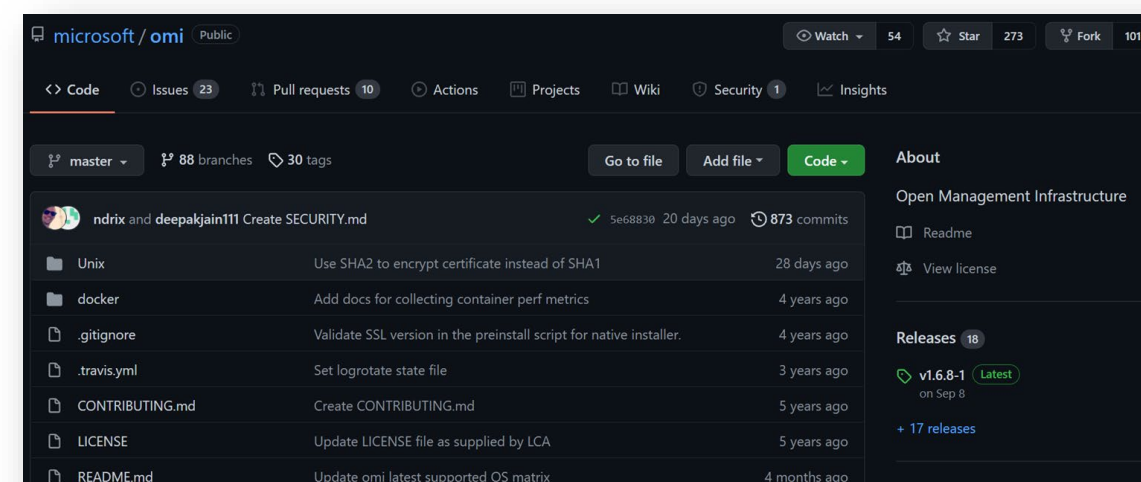 microsoft / omi Public
Watch 54 Star 273 Fork 101
Code Issues 23 Pull requests 10 Actions Projects Wiki Security 1 Insights
master 88 branches 30 tags Go to file Add file Code
About
Open Management Infrastructure
Readme
View license
Releases 18
v1.6.8-1 Latest
on Sep 8
+ 17 releases
ndrix and deepakjain111 Create SECURITY.md 5e68830 20 days ago 873 commits
Unix Use SHA2 to encrypt certificate instead of SHA1 28 days ago
docker Add docs for collecting container perf metrics 4 years ago
.gitignore Validate SSL version in the preinstall script for native installer. 4 years ago
.travis.yml Set logrotate state file 3 years ago
CONTRIBUTING.md Create CONTRIBUTING.md 5 years ago
LICENSE Update LICENSE file as supplied by LCA 5 years ago
README.md Update omi latest supported OS matrix 4 months ago